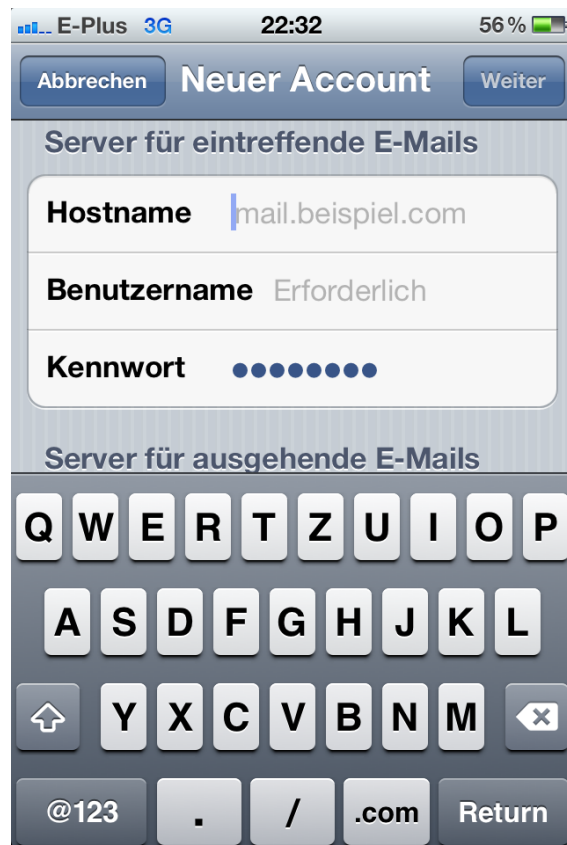 E-Plus 3G 22:32 56 %
Abbrechen Neuer Account Weiter
Server für eintreffende E-Mails
Hostname mail.beispiel.com
Benutzername Erforderlich
Kennwort ●●●●●●●●
Server für ausgehende E-Mails
Q W E R T Z U I O P
A S D F G H J K L
Y X C V B N M
@123 . / .com Return